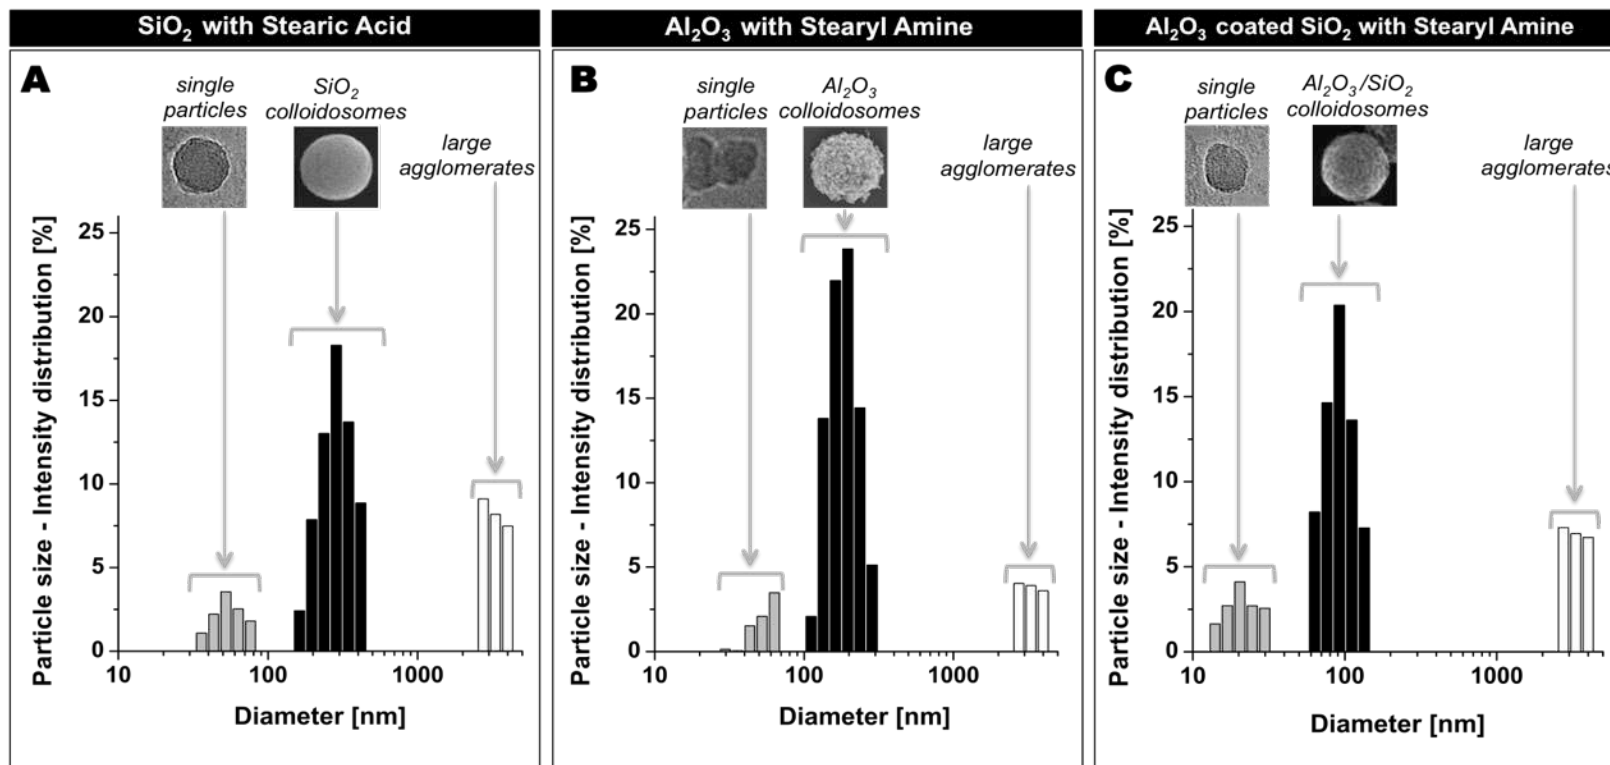 SiO₂ with Stearic Acid
A
single
particles
SiO₂
colloidosomes
large
agglomerates
Particle size - Intensity distribution [%]
25
20
15
10
5
0
10
100
1000
Diameter [nm]
Al₂O₃ with Stearyl Amine
B
single
particles
Al₂O₃
colloidosomes
large
agglomerates
Particle size - Intensity distribution [%]
25
20
15
10
5
0
10
100
1000
Diameter [nm]
Al₂O₃ coated SiO₂ with Stearyl Amine
C
single
particles
Al₂O₃/SiO₂
colloidosomes
large
agglomerates
Particle size - Intensity distribution [%]
25
20
15
10
5
0
10
100
1000
Diameter [nm]